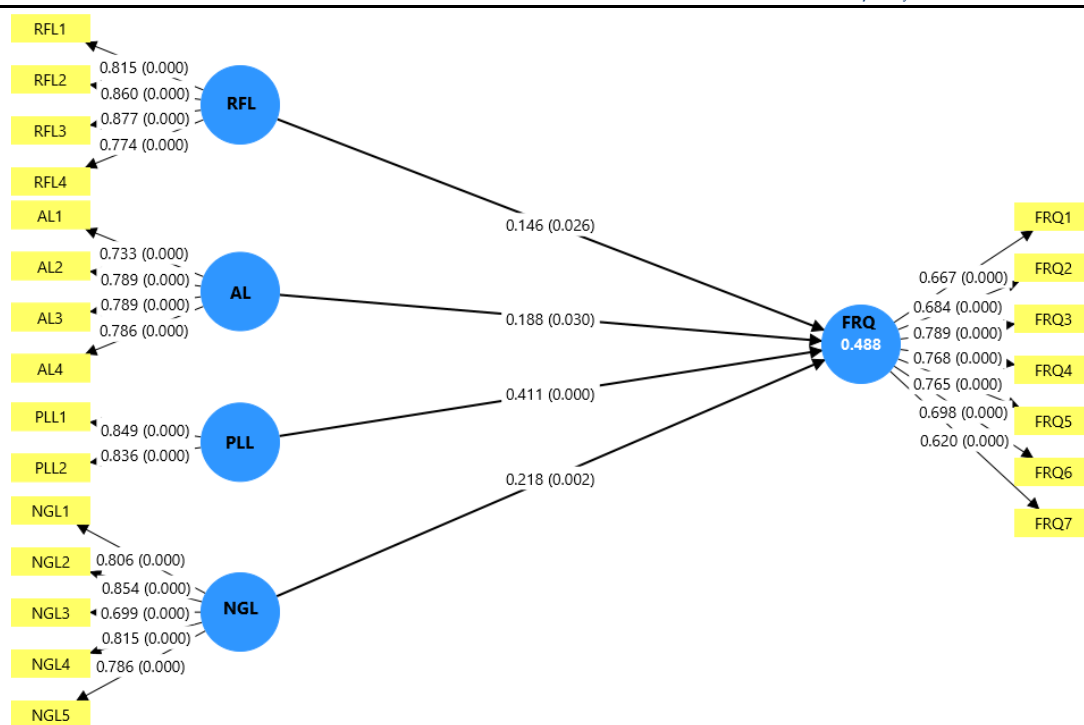 RFL1
RFL2
RFL3
RFL4
0.815 (0.000)
0.860 (0.000)
0.877 (0.000)
0.774 (0.000)
RFL
AL1
AL2
AL3
AL4
0.733 (0.000)
0.789 (0.000)
0.789 (0.000)
0.786 (0.000)
AL
PLL1
PLL2
0.849 (0.000)
0.836 (0.000)
PLL
NGL1
NGL2
NGL3
NGL4
NGL5
0.806 (0.000)
0.854 (0.000)
0.699 (0.000)
0.815 (0.000)
0.786 (0.000)
NGL
0.146 (0.026)
0.188 (0.030)
0.411 (0.000)
0.218 (0.002)
FRQ
0.488
0.667 (0.000)
0.684 (0.000)
0.789 (0.000)
0.768 (0.000)
0.765 (0.000)
0.698 (0.000)
0.620 (0.000)
FRQ1
FRQ2
FRQ3
FRQ4
FRQ5
FRQ6
FRQ7